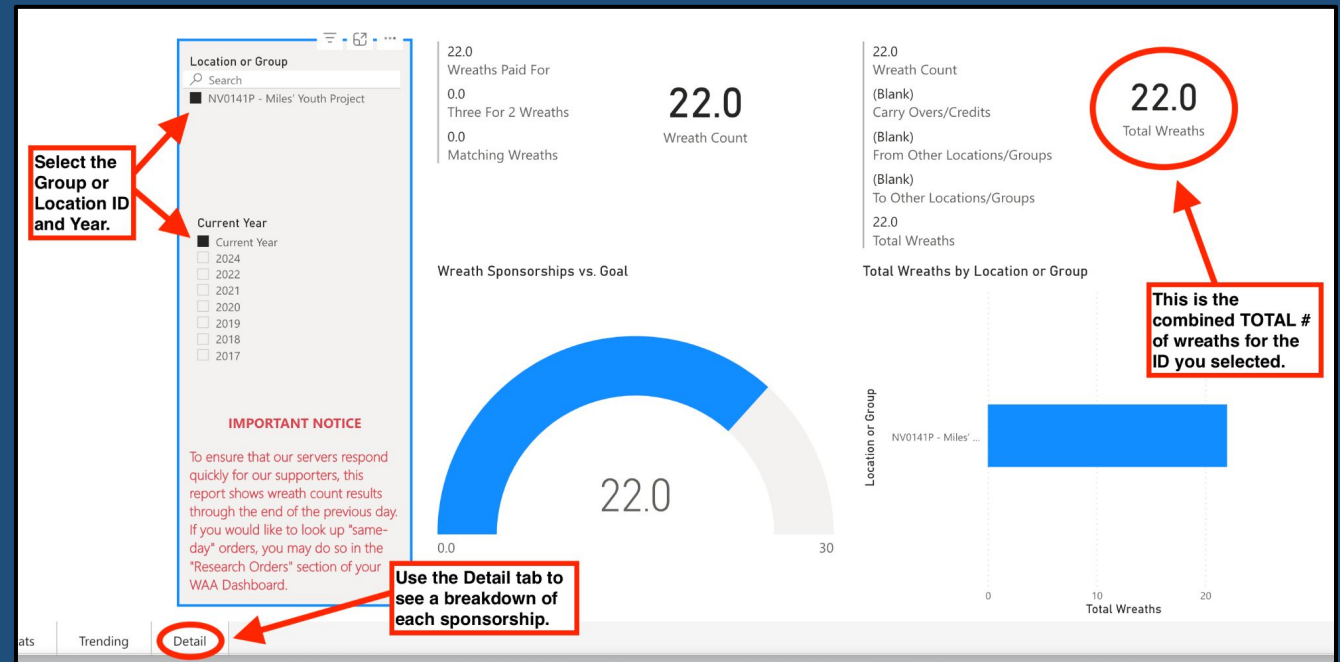 Location or Group
Search
NV0141P - Miles' Youth Project
Select the
Group or
Location ID
and Year.
Current Year
Current Year
2024
2022
2021
2020
2019
2018
2017
IMPORTANT NOTICE
To ensure that our servers respond
quickly for our supporters, this
report shows wreath count results
through the end of the previous day.
If you would like to look up "same-
day" orders, you may do so in the
"Research Orders" section of your
WAA Dashboard.
22.0
Wreaths Paid For
0.0
Three For 2 Wreaths
0.0
Matching Wreaths
22.0
Wreath Count
22.0
Wreath Count
(Blank)
Carry Overs/Credits
(Blank)
From Other Locations/Groups
(Blank)
To Other Locations/Groups
22.0
Total Wreaths
22.0
Total Wreaths
Wreath Sponsorships vs. Goal
22.0
0.0
30
Total Wreaths by Location or Group
This is the
combined TOTAL #
of wreaths for the
ID you selected.
Location or Group
NV0141P - Miles' ...
0
10
20
Total Wreaths
Use the Detail tab to
see a breakdown of
each sponsorship.
ats
Trending
Detail